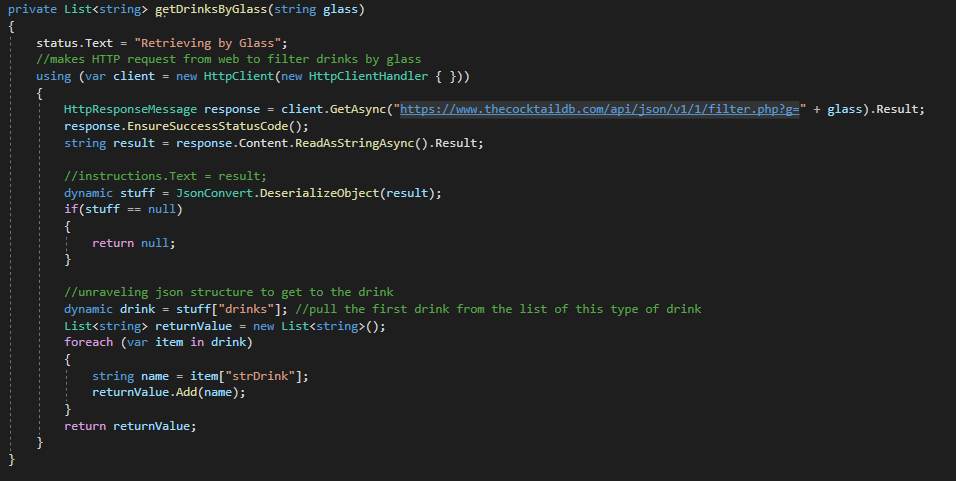 private List<string> getDrinksByGlass(string glass)
{
    status.Text = "Retrieving by Glass";
    //makes HTTP request from web to filter drinks by glass
    using (var client = new HttpClient(new HttpClientHandler { }))
    {
        HttpResponseMessage response = client.GetAsync("https://www.thecocktaildb.com/api/json/v1/1/filter.php?g=" + glass).Result;
        response.EnsureSuccessStatusCode();
        string result = response.Content.ReadAsStringAsync().Result;

        //instructions.Text = result;
        dynamic stuff = JsonConvert.DeserializeObject(result);
        if(stuff == null)
        {
            return null;
        }

        //unraveling json structure to get to the drink
        dynamic drink = stuff["drinks"]; //pull the first drink from the list of this type of drink
        List<string> returnValue = new List<string>();
        foreach (var item in drink)
        {
            string name = item["strDrink"];
            returnValue.Add(name);
        }
        return returnValue;
    }
}